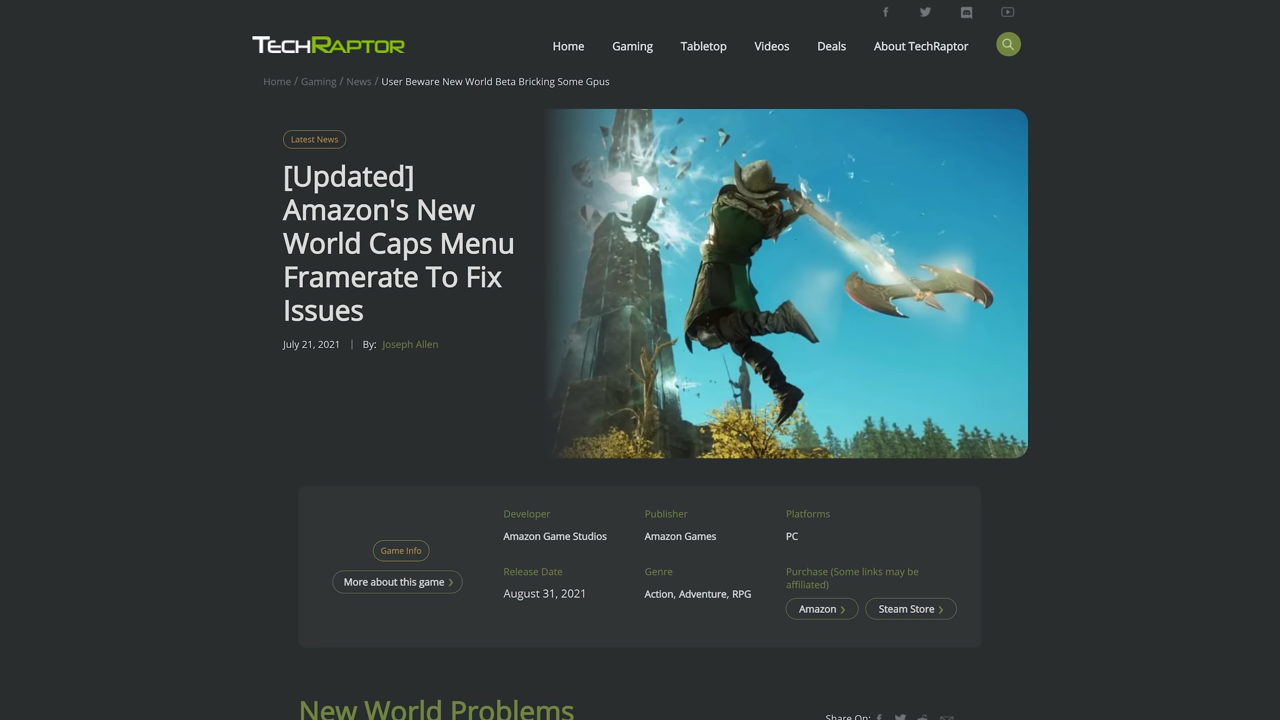 TECHRAPTOR
Home Gaming Tabletop Videos Deals About TechRaptor
Home / Gaming / News / User Beware New World Beta Bricking Some Gpus
Latest News
[Updated]
Amazon's New
World Caps Menu
Framerate To Fix
Issues
July 21, 2021 | By: Joseph Allen
Game Info
More about this game ❯
Developer
Amazon Game Studios
Publisher
Amazon Games
Platforms
PC
Release Date
August 31, 2021
Genre
Action, Adventure, RPG
Purchase (Some links may be
affiliated)
Amazon ❯ Steam Store ❯
New World Problems
Share On: